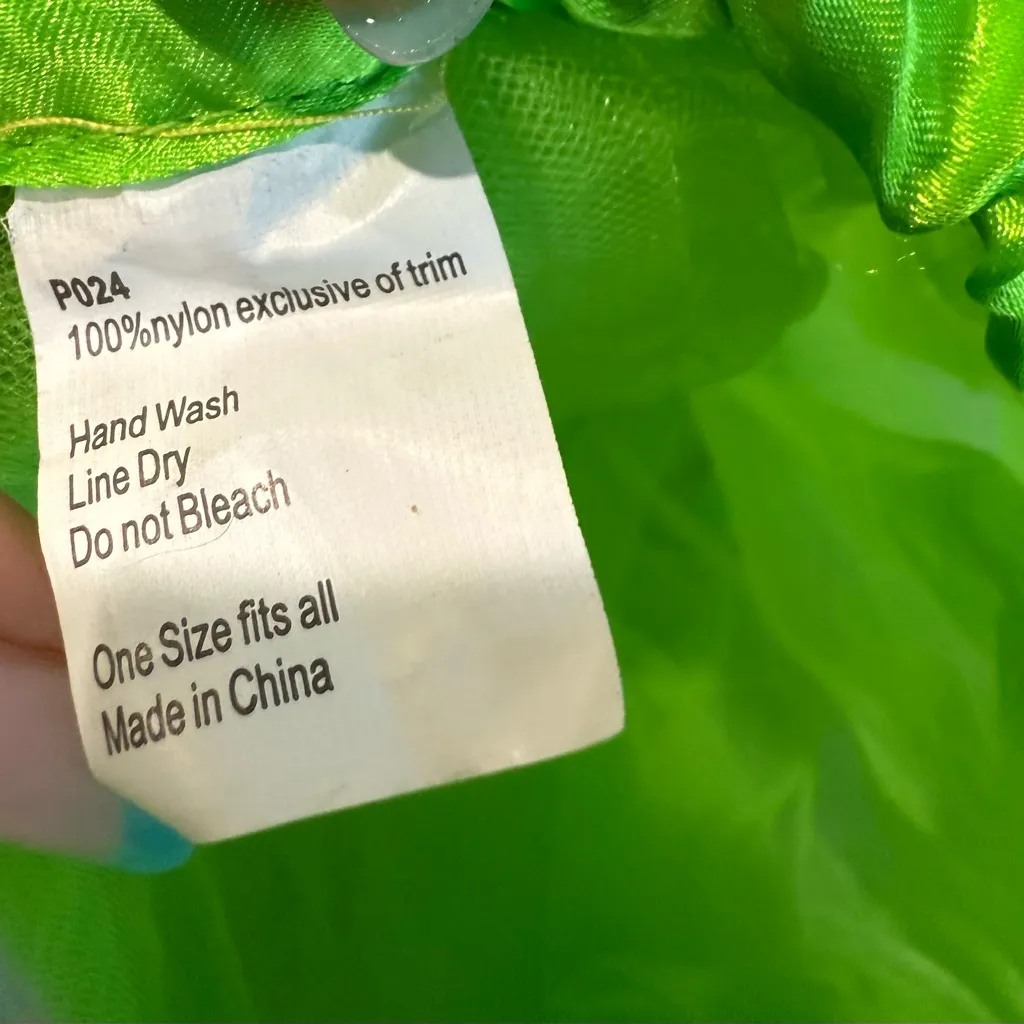 P024
100%nylon exclusive of trim
Hand Wash
Line Dry
Do not Bleach
One Size fits all
Made in China